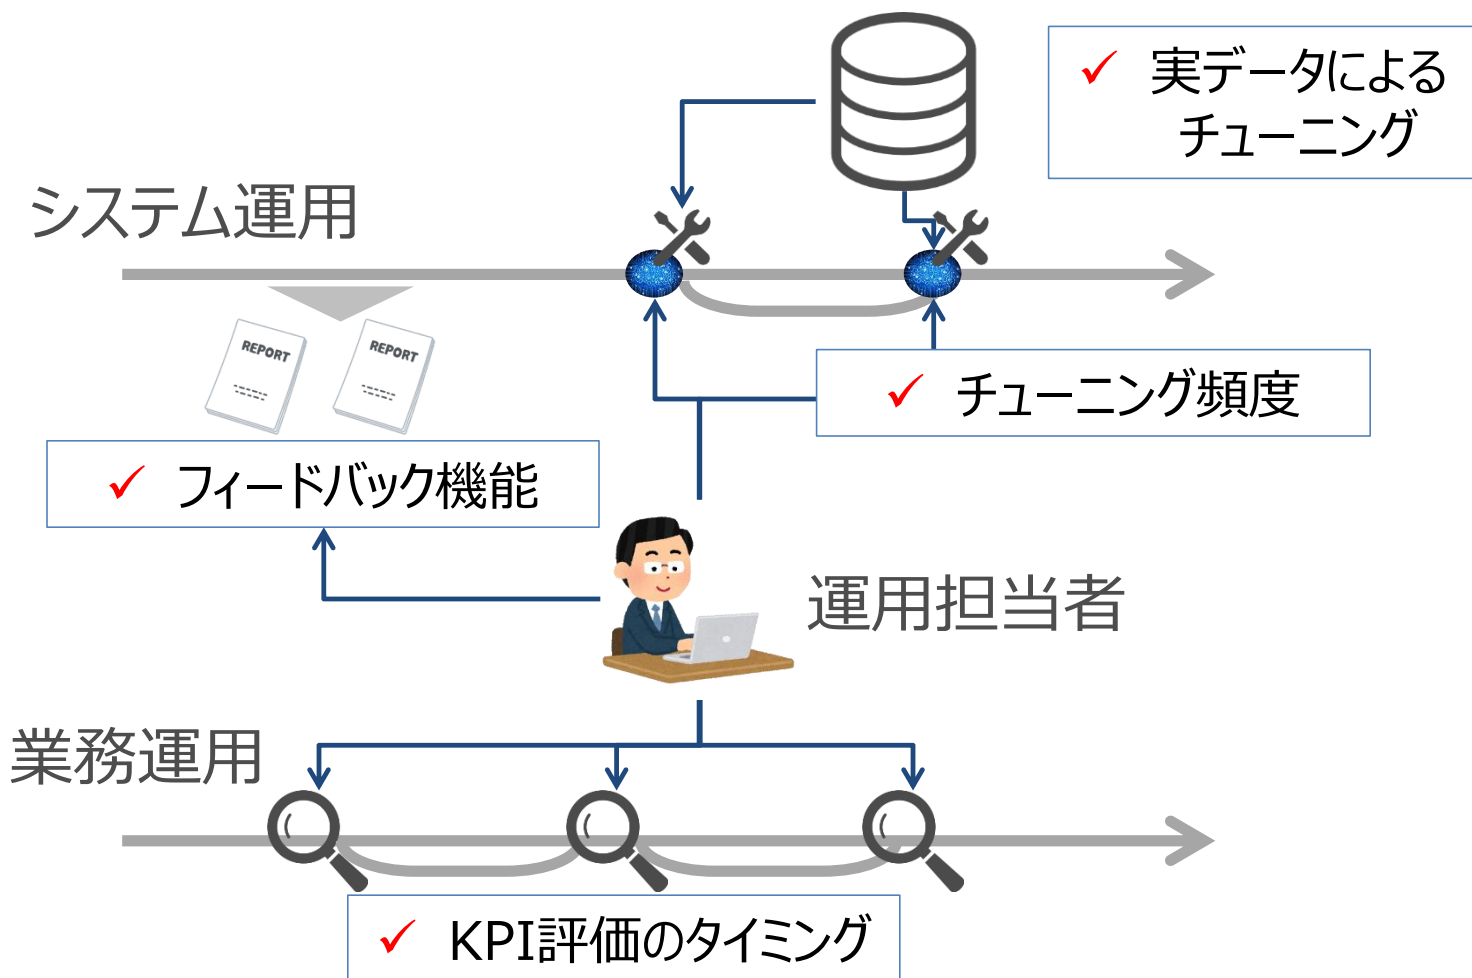 実データによる
チューニング
システム運用
REPORT
REPORT
チューニング頻度
フィードバック機能
運用担当者
業務運用
KPI評価のタイミング